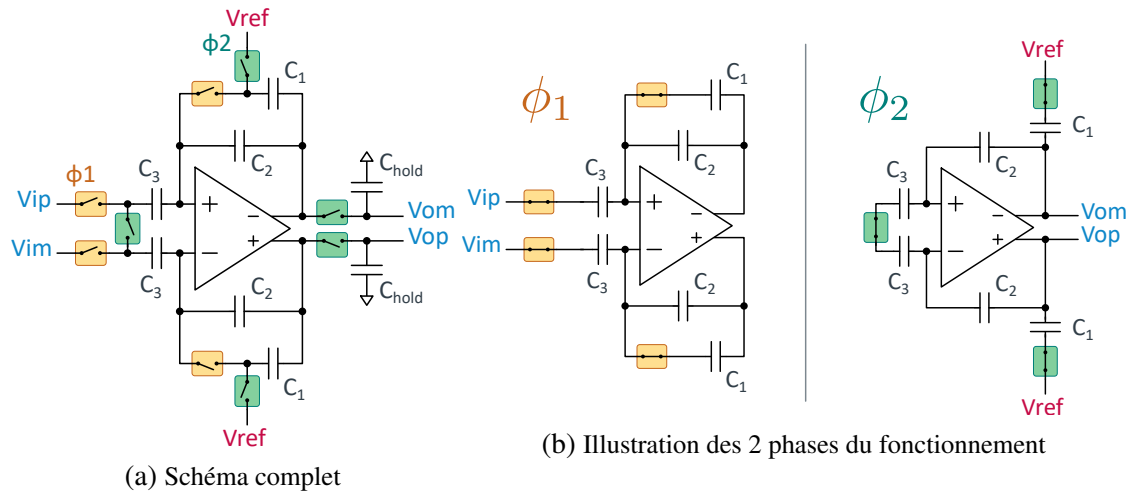 Vref
ϕ2
C1
C2
Chold
ϕ1
C3
Vip
+
−
Vom
Vim
−
+
Vop
C3
C2
Chold
C1
Vref
(a) Schéma complet
ϕ1
C1
C2
C3
Vip
+
−
Vim
−
+
C3
C2
C1
ϕ2
Vref
C1
C2
C3
+
−
Vom
−
+
Vop
C3
C2
C1
Vref
(b) Illustration des 2 phases du fonctionnement